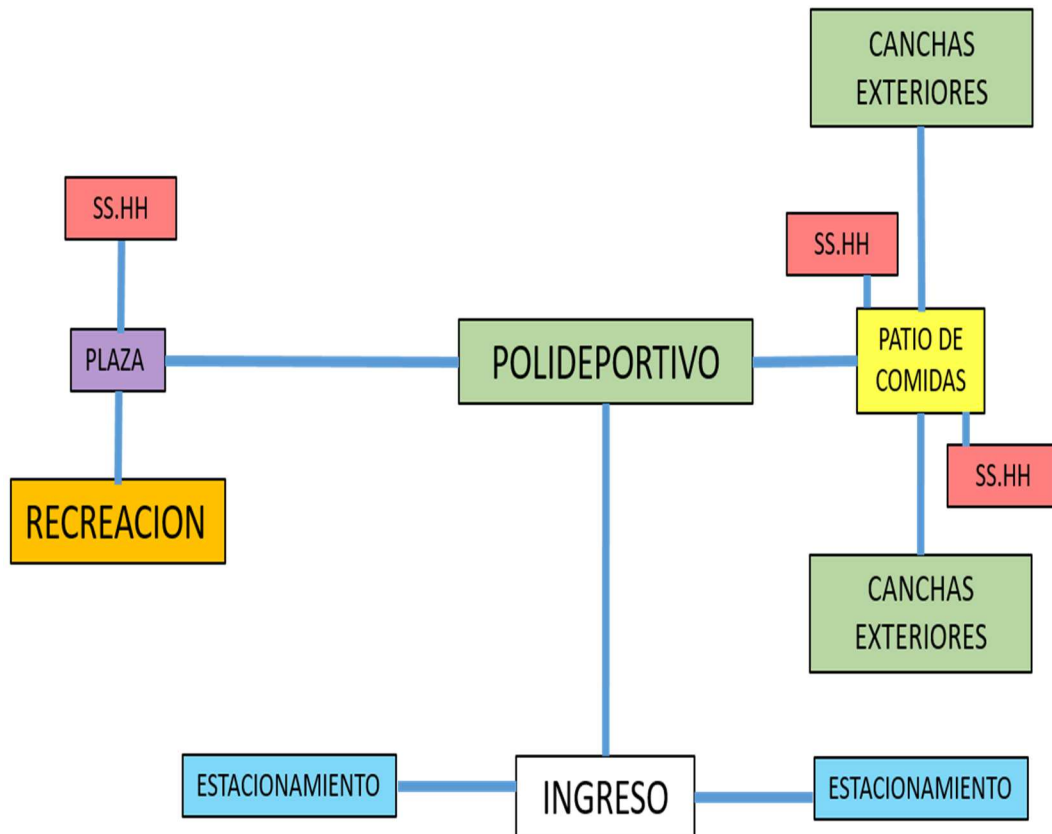 CANCHAS
EXTERIORES
SS.HH
SS.HH
PLAZA
POLIDEPORTIVO
PATIO DE
COMIDAS
RECREACION
SS.HH
CANCHAS
EXTERIORES
ESTACIONAMIENTO
INGRESO
ESTACIONAMIENTO